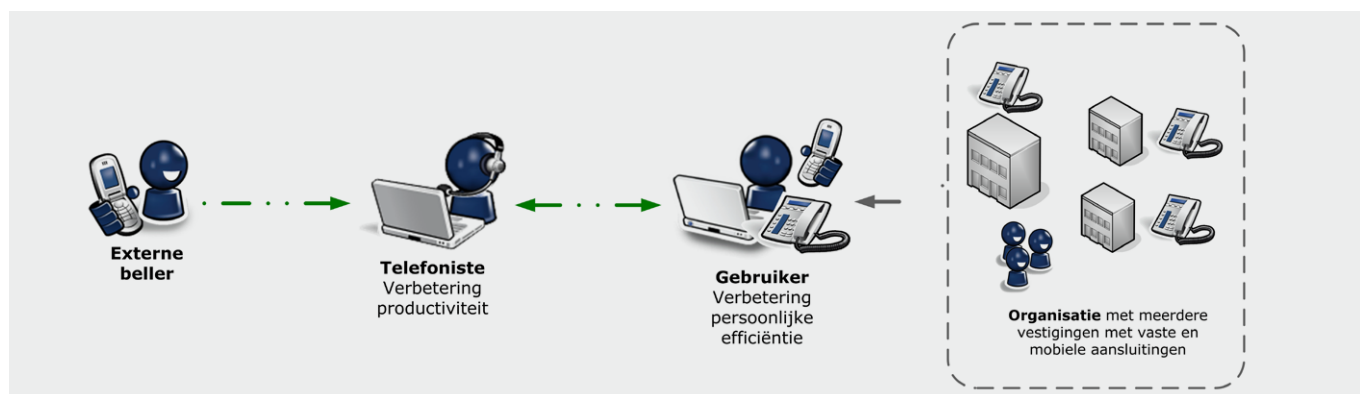 Externe
beller
Telefoniste
Verbetering
productiviteit
Gebruiker
Verbetering
persoonlijke
efficiëntie
Organisatie met meerdere
vestigingen met vaste en
mobiele aansluitingen